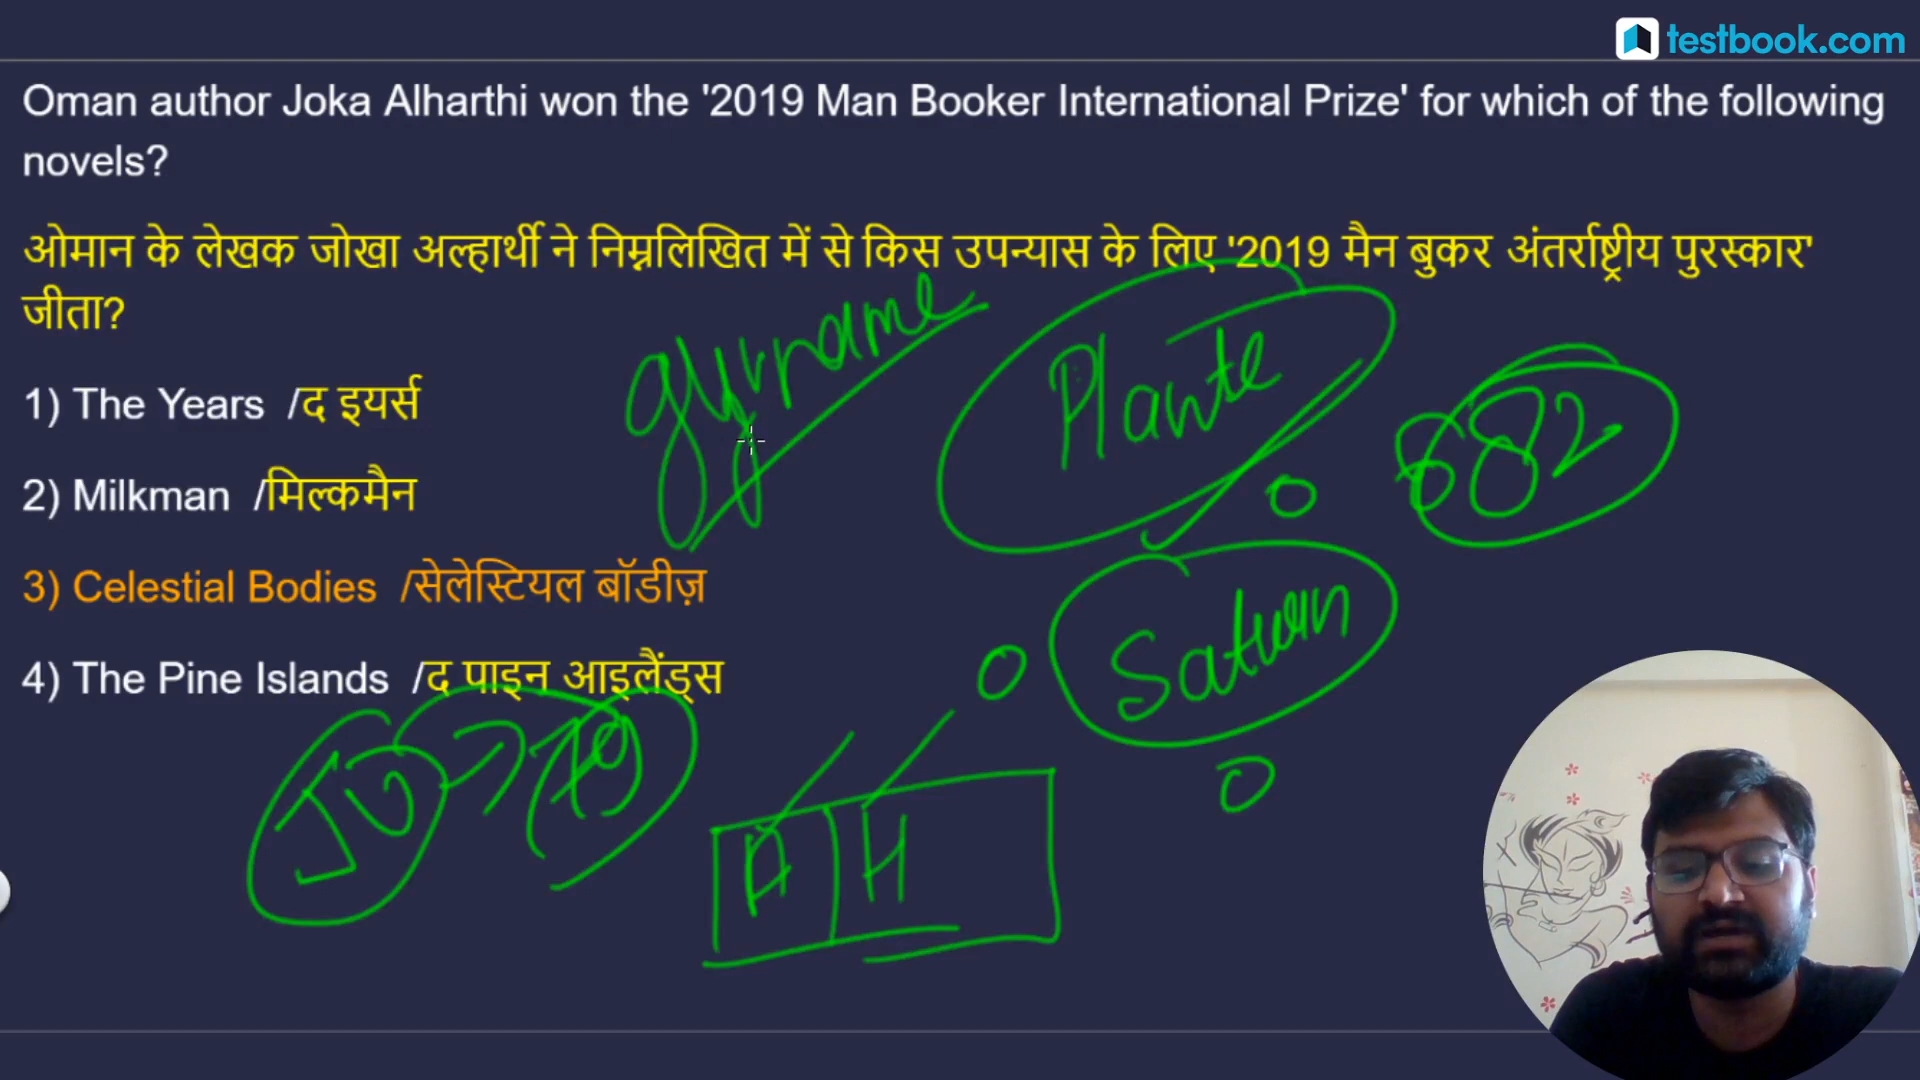 testbook.com
Oman author Joka Alharthi won the '2019 Man Booker International Prize' for which of the following
novels?
ओमान के लेखक जोखा अल्हार्थी ने निम्नलिखित में से किस उपन्यास के लिए '2019 मैन बुकर अंतर्राष्ट्रीय पुरस्कार'
जीता?
1) The Years /द इयर्स
2) Milkman /मिल्कमैन
3) Celestial Bodies /सेलेस्टियल बॉडीज़
4) The Pine Islands /द पाइन आइलैंड्स
Plante
682
Saturn